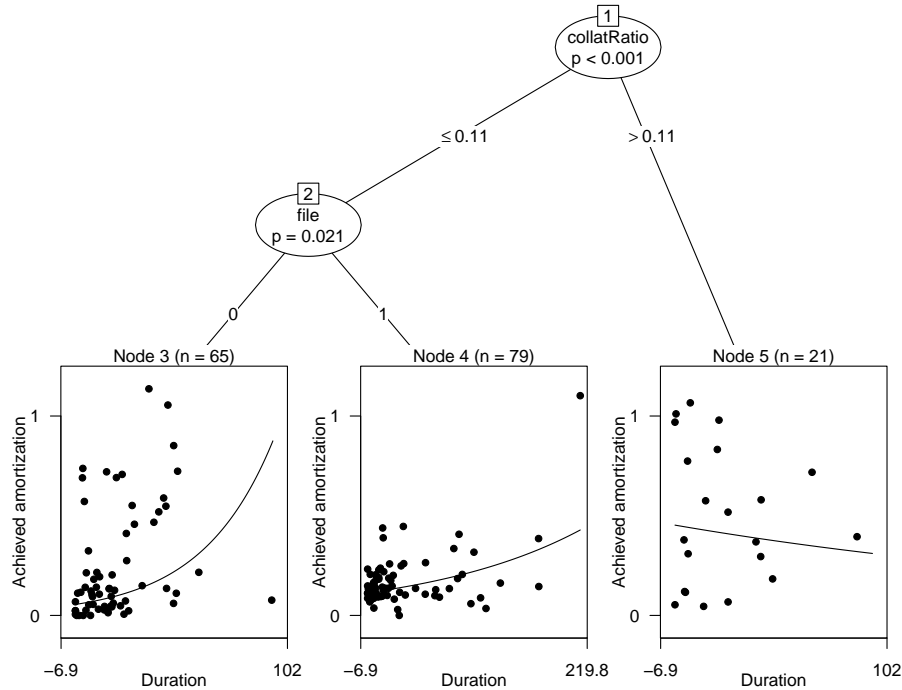 1
collatRatio
p < 0.001
≤ 0.11
> 0.11
2
file
p = 0.021
0
1
Node 3 (n = 65)
Achieved amortization
1
0
−6.9
102
Duration
Node 4 (n = 79)
Achieved amortization
1
0
−6.9
219.8
Duration
Node 5 (n = 21)
Achieved amortization
1
0
−6.9
102
Duration